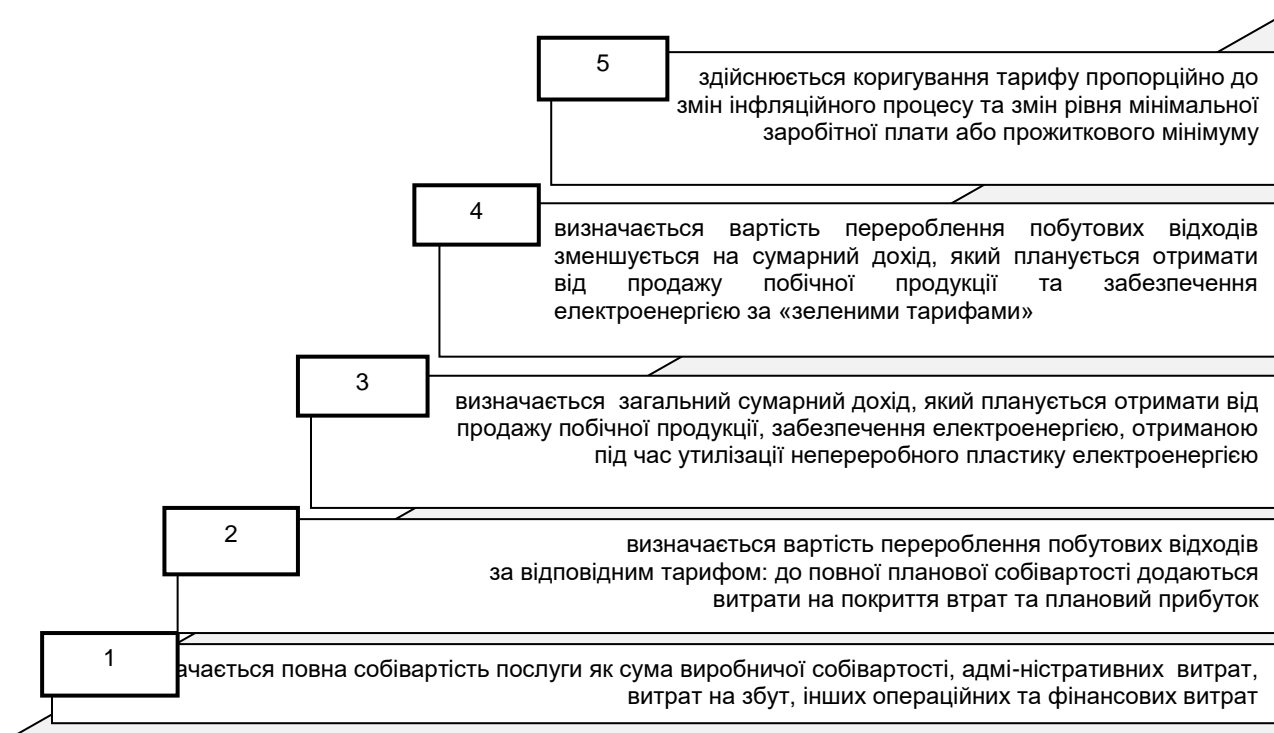 5
здійснюється коригування тарифу пропорційно до
змін інфляційного процесу та змін рівня мінімальної
заробітної плати або прожиткового мінімуму
4
визначається вартість перероблення побутових відходів
зменшується на сумарний дохід, який планується отримати
від продажу побічної продукції та забезпечення
електроенергією за «зеленими тарифами»
3
визначається загальний сумарний дохід, який планується отримати від
продажу побічної продукції, забезпечення електроенергією, отриманою
під час утилізації непереробного пластику електроенергією
2
визначається вартість перероблення побутових відходів
за відповідним тарифом: до повної планової собівартості додаються
витрати на покриття втрат та плановий прибуток
1
ачається повна собівартість послуги як сума виробничої собівартості, адмі-ністративних витрат,
витрат на збут, інших операційних та фінансових витрат